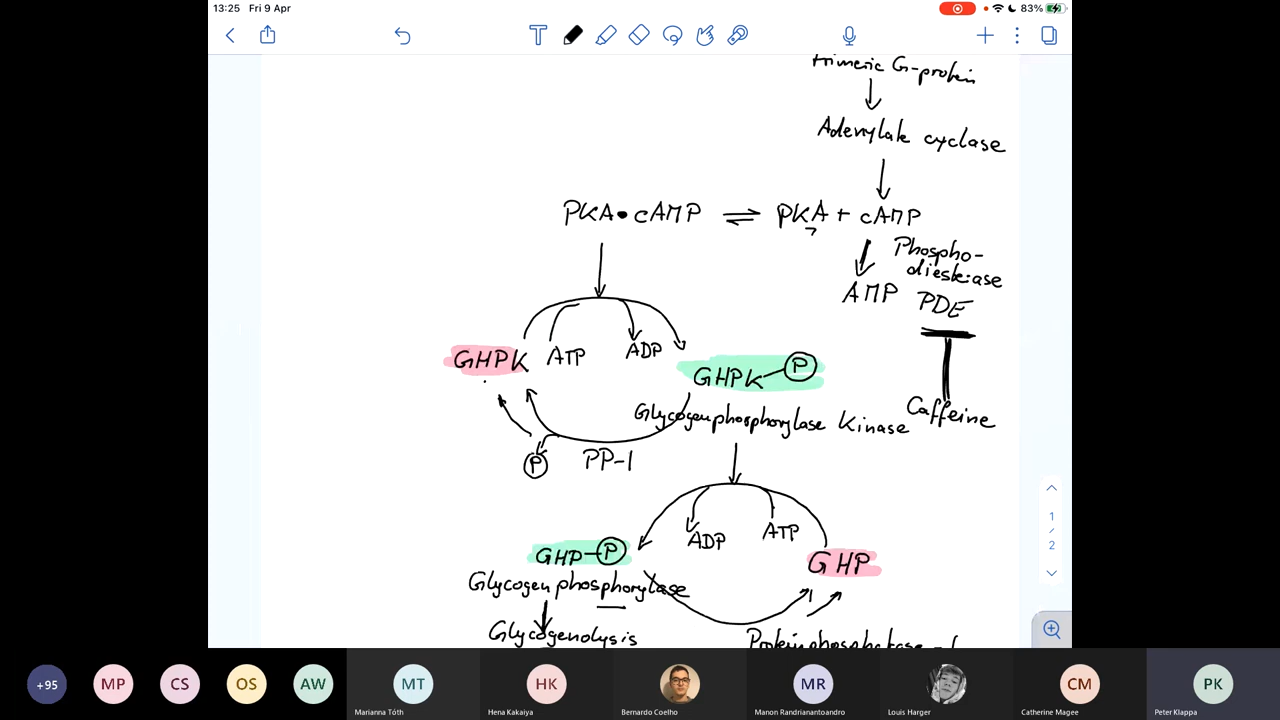 13:25 Fri 9 Apr
83%
Trimeric G-protein
Adenylate cyclase
PKA•cAMP ⇌ PKA + cAMP
Phospho-
diesterase
AMP PDE
GHPK ATP ADP GHPK-P
Glycogenphosphorylase Kinase
Caffeine
P PP-1
ADP ATP
GHP-P GHP
Glycogen phosphorylase
Glycogenolysis
Proteinphosphatase-1
1
/
2
+95
MP
CS
OS
AW
MT
HK
MR
CM
PK
Marianna Tóth
Hena Kakaiya
Bernardo Coelho
Manon Randrianantoandro
Louis Harger
Catherine Magee
Peter Klappa